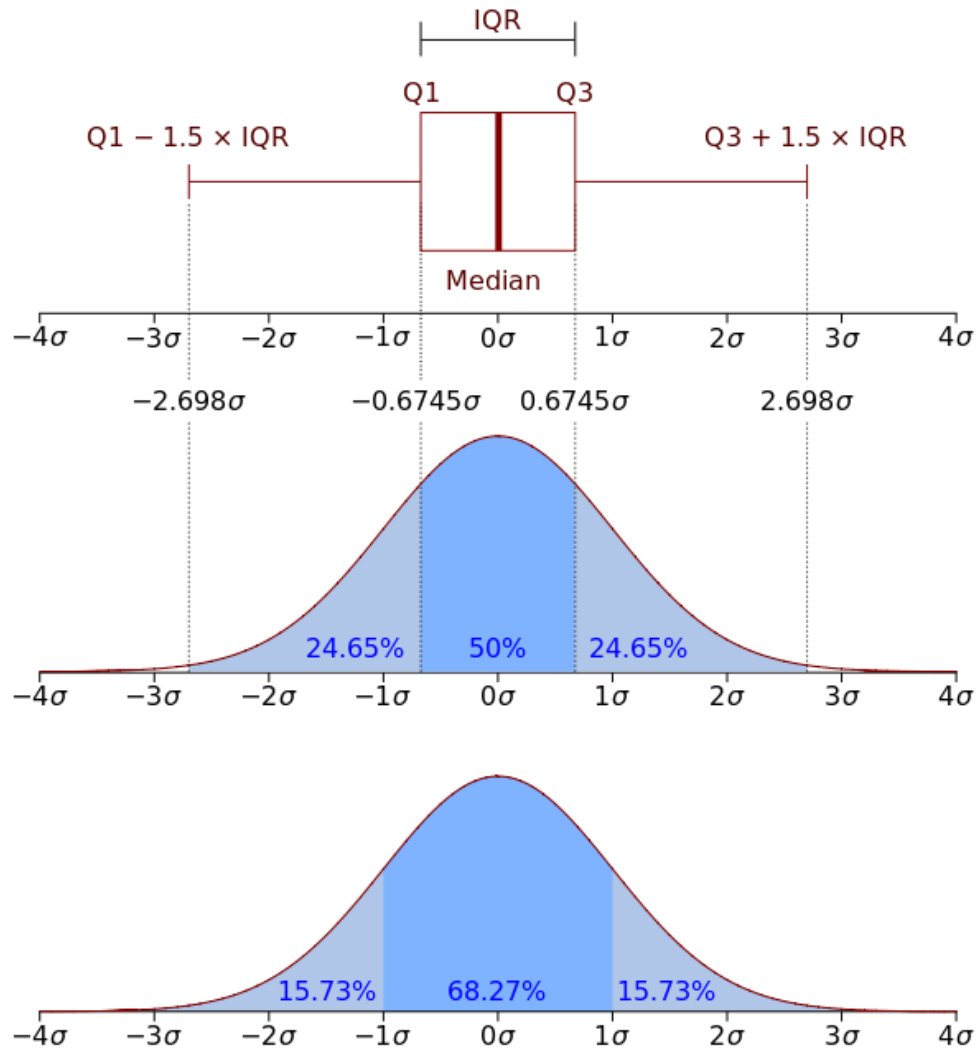 IQR
Q1 Q3
Q1 − 1.5 × IQR Q3 + 1.5 × IQR
Median
−4σ −3σ −2σ −1σ 0σ 1σ 2σ 3σ 4σ
−2.698σ −0.6745σ 0.6745σ 2.698σ
24.65% 50% 24.65%
−4σ −3σ −2σ −1σ 0σ 1σ 2σ 3σ 4σ
15.73% 68.27% 15.73%
−4σ −3σ −2σ −1σ 0σ 1σ 2σ 3σ 4σ